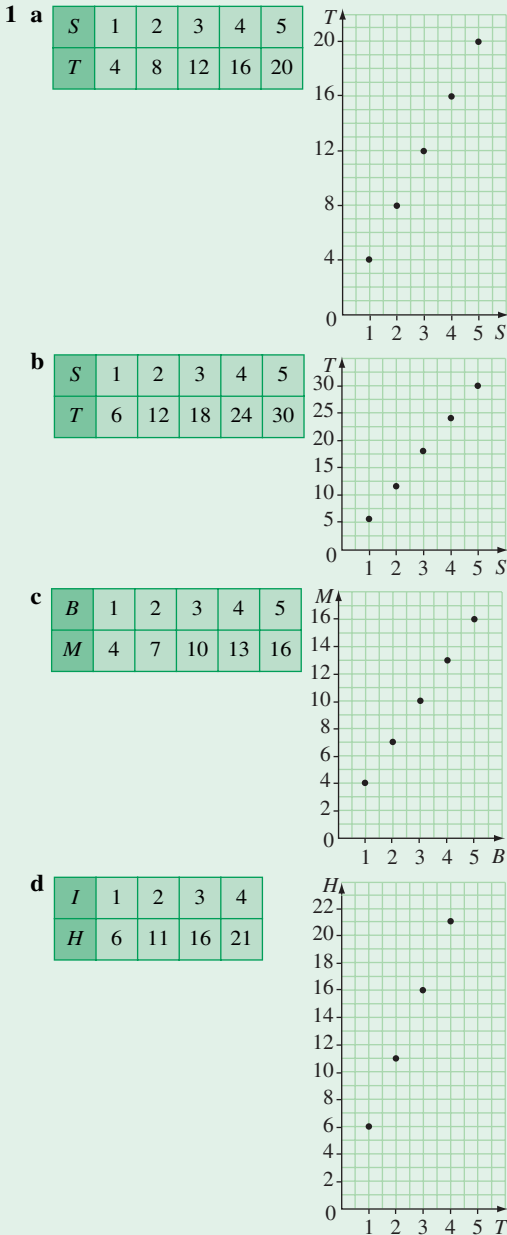 1 a
S 1 2 3 4 5
T 4 8 12 16 20
T
20
16
12
8
4
0
1 2 3 4 5 S
b
S 1 2 3 4 5
T 6 12 18 24 30
T
30
25
20
15
10
5
0
1 2 3 4 5 S
c
B 1 2 3 4 5
M 4 7 10 13 16
M
16
14
12
10
8
6
4
2
0
1 2 3 4 5 B
d
I 1 2 3 4
H 6 11 16 21
H
22
20
18
16
14
12
10
8
6
4
2
0
1 2 3 4 5 T